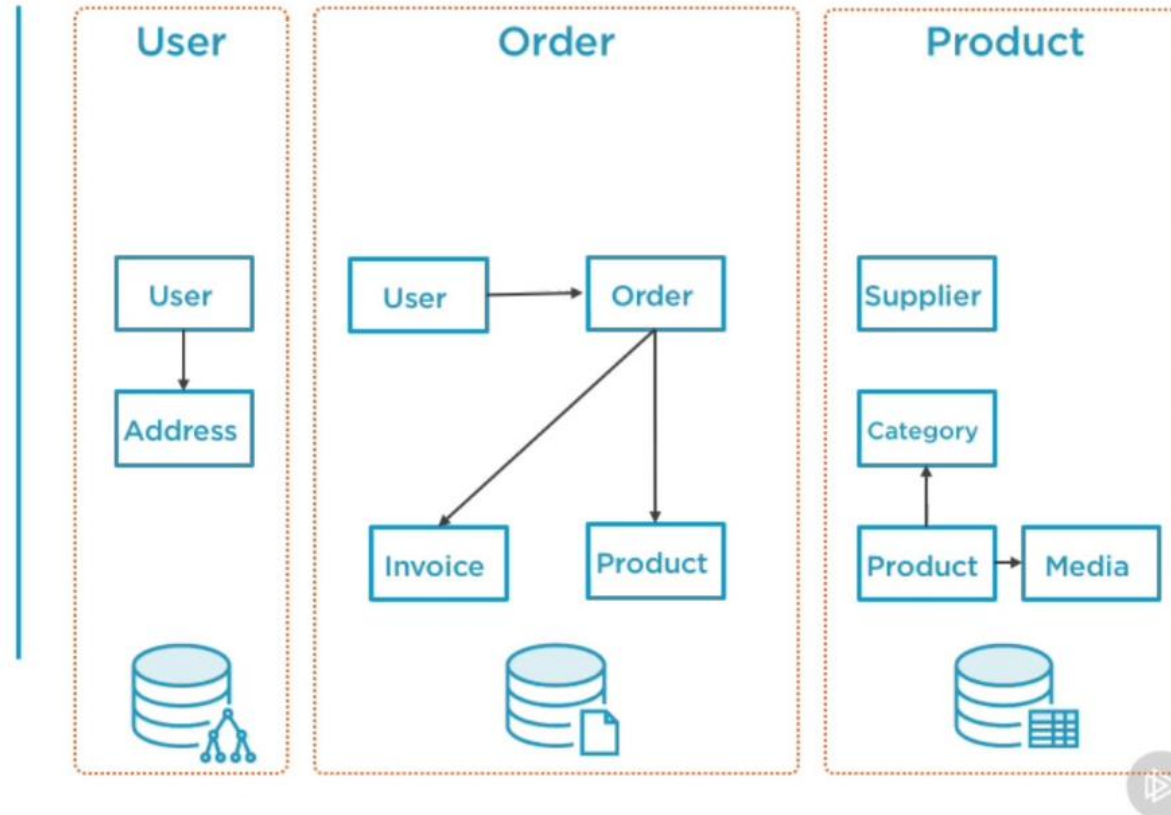 User
Order
Product
User
User
Order
Supplier
Address
Category
Invoice
Product
Product
Media